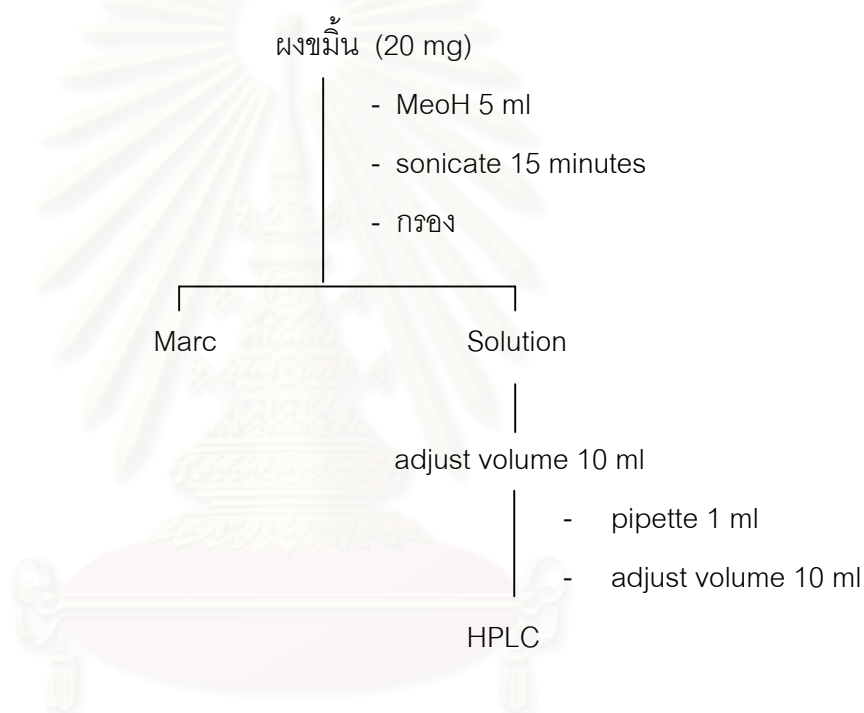 ผงขมิ้น (20 mg)
- MeoH 5 ml
- sonicate 15 minutes
- กรอง
Marc
Solution
adjust volume 10 ml
- pipette 1 ml
- adjust volume 10 ml
HPLC